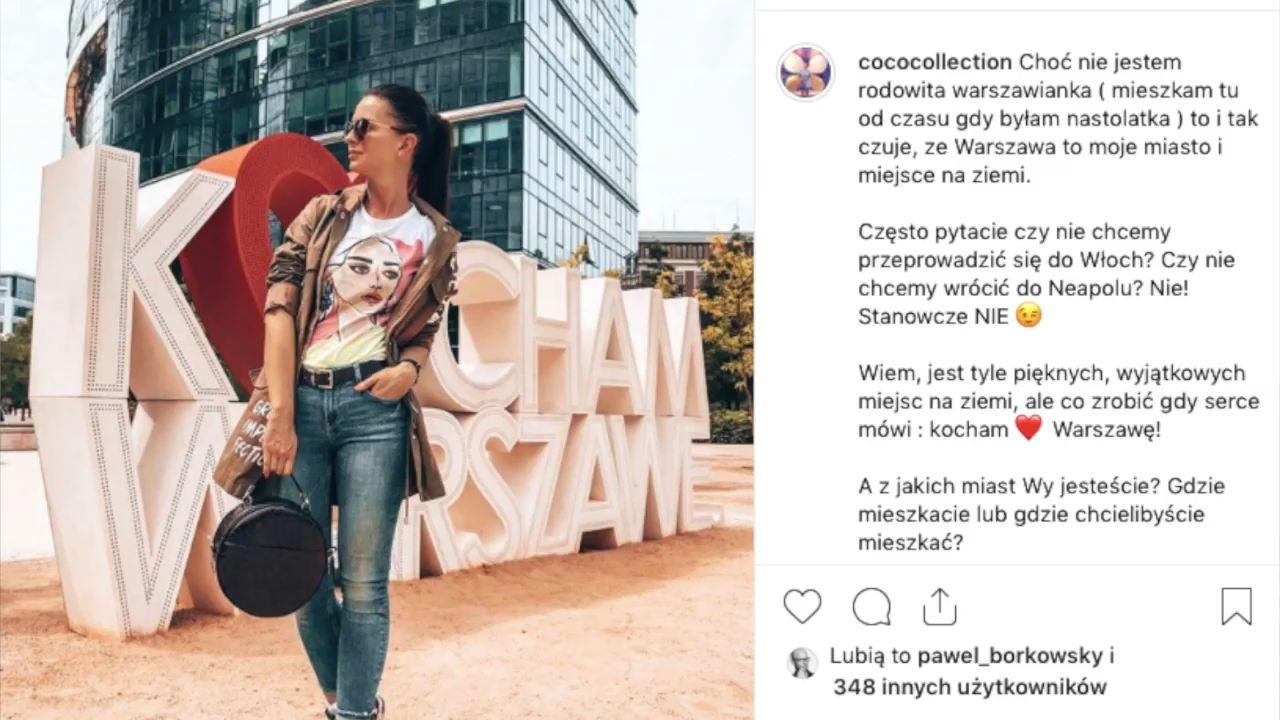 K CHAM
WARSZAWĘ
cococollection Choć nie jestem
rodowita warszawianka ( mieszkam tu
od czasu gdy byłam nastolatka ) to i tak
czuje, ze Warszawa to moje miasto i
miejsce na ziemi.
Często pytacie czy nie chcemy
przeprowadzić się do Włoch? Czy nie
chcemy wrócić do Neapolu? Nie!
Stanowcze NIE 😉
Wiem, jest tyle pięknych, wyjątkowych
miejsc na ziemi, ale co zrobić gdy serce
mówi : kocham ❤️ Warszawę!
A z jakich miast Wy jesteście? Gdzie
mieszkacie lub gdzie chcielibyście
mieszkać?
Lubią to pawel_borkowsky i
348 innych użytkowników